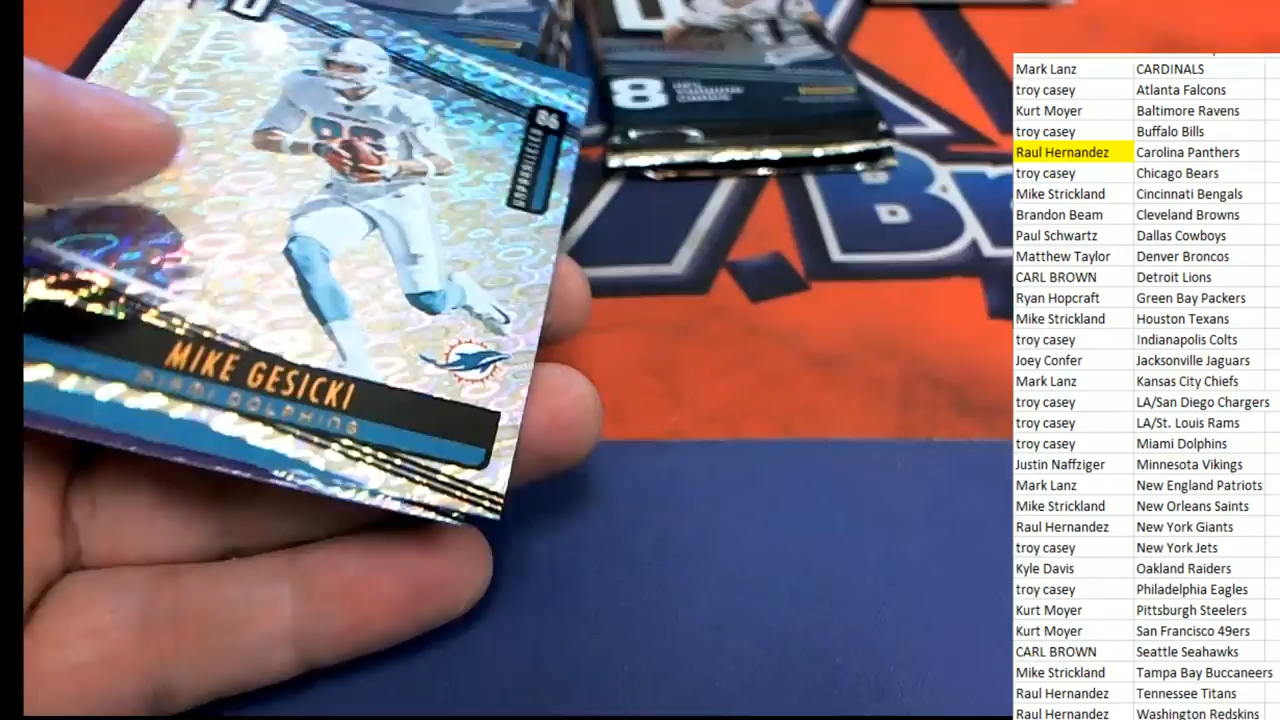 86
UNPARALLELED
MIKE GESICKI
MIAMI DOLPHINS
8
Mark Lanz CARDINALS
troy casey Atlanta Falcons
Kurt Moyer Baltimore Ravens
troy casey Buffalo Bills
Raul Hernandez Carolina Panthers
troy casey Chicago Bears
Mike Strickland Cincinnati Bengals
Brandon Beam Cleveland Browns
Paul Schwartz Dallas Cowboys
Matthew Taylor Denver Broncos
CARL BROWN Detroit Lions
Ryan Hopcraft Green Bay Packers
Mike Strickland Houston Texans
troy casey Indianapolis Colts
Joey Confer Jacksonville Jaguars
Mark Lanz Kansas City Chiefs
troy casey LA/San Diego Chargers
troy casey LA/St. Louis Rams
troy casey Miami Dolphins
Justin Naffziger Minnesota Vikings
Mark Lanz New England Patriots
Mike Strickland New Orleans Saints
Raul Hernandez New York Giants
troy casey New York Jets
Kyle Davis Oakland Raiders
troy casey Philadelphia Eagles
Kurt Moyer Pittsburgh Steelers
Kurt Moyer San Francisco 49ers
CARL BROWN Seattle Seahawks
Mike Strickland Tampa Bay Buccaneers
Raul Hernandez Tennessee Titans
Raul Hernandez Washington Redskins